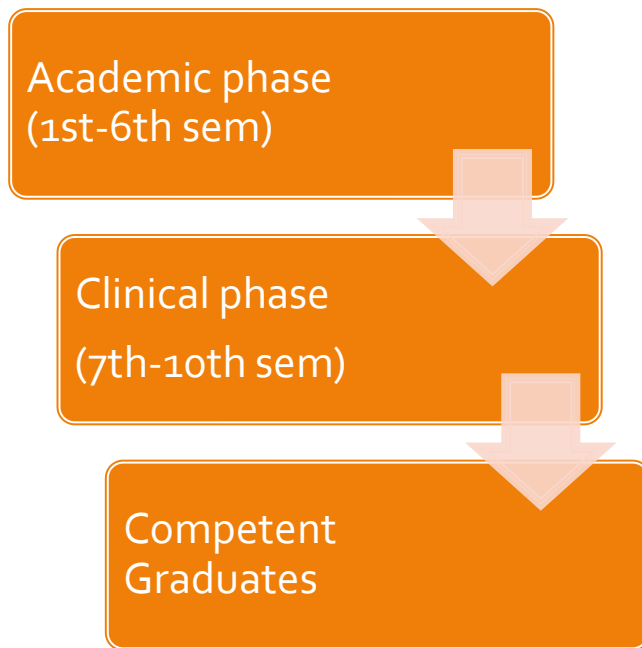 Academic phase
(1st-6th sem)
Clinical phase
(7th-10th sem)
Competent
Graduates